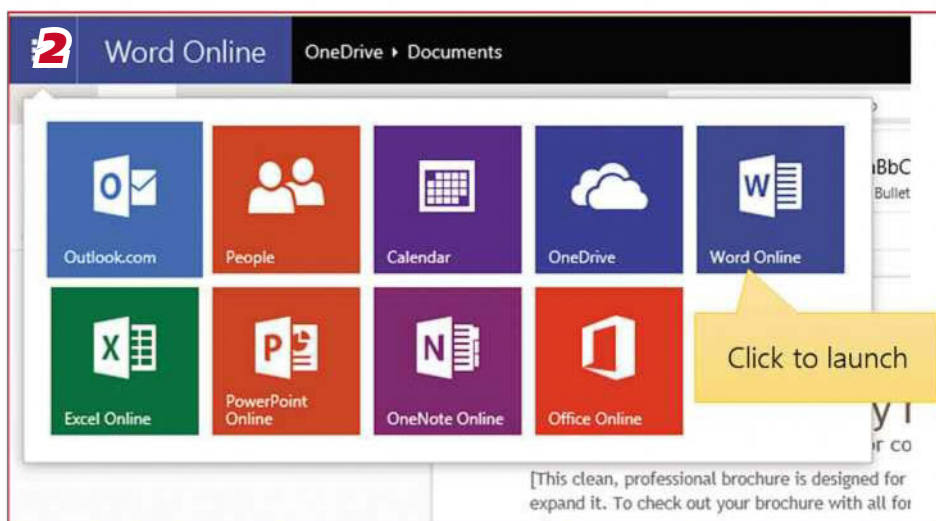 2
Word Online OneDrive ▸ Documents
BbC
Bullet
Outlook.com People Calendar OneDrive Word Online
Click to launch
Excel Online PowerPoint Online OneNote Online Office Online
[This clean, professional brochure is designed for
expand it. To check out your brochure with all for